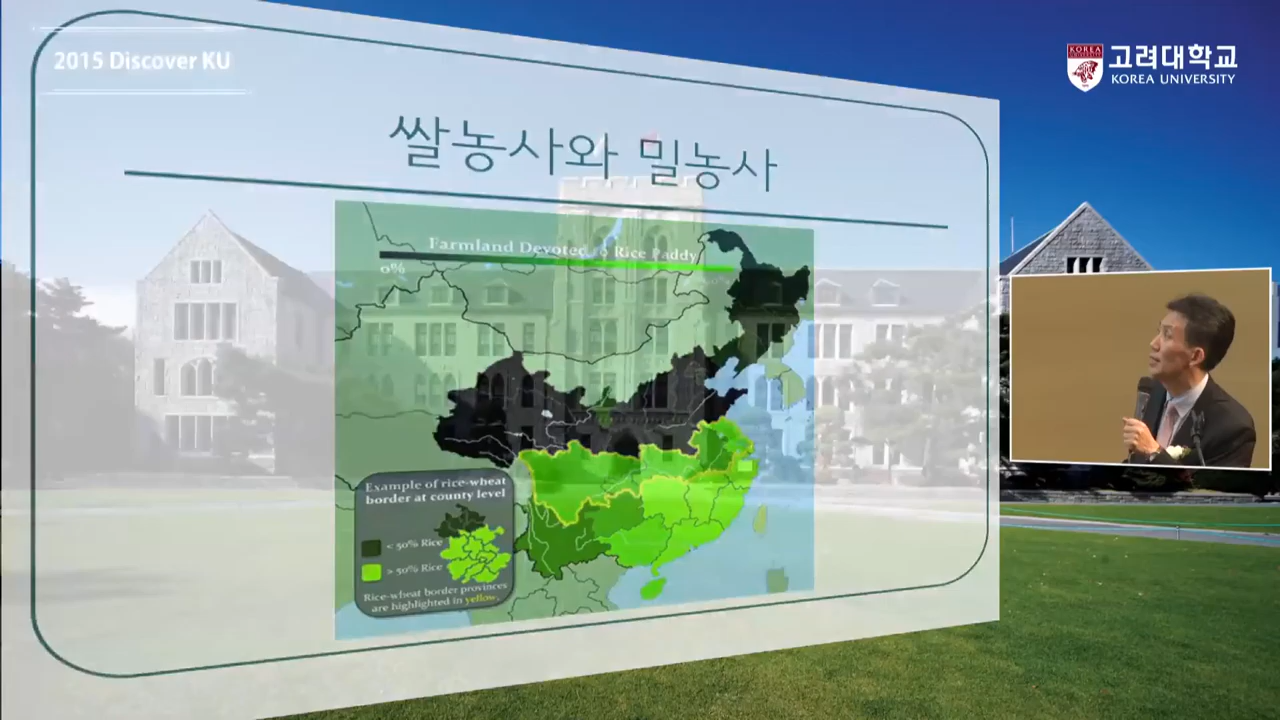 2015 Discover KU
KOREA
고려대학교
KOREA UNIVERSITY
쌀농사와 밀농사
Farmland Devoted to Rice Paddy
0%
Example of rice-wheat
border at county level
< 50% Rice
> 50% Rice
Rice-wheat border provinces
are highlighted in yellow.